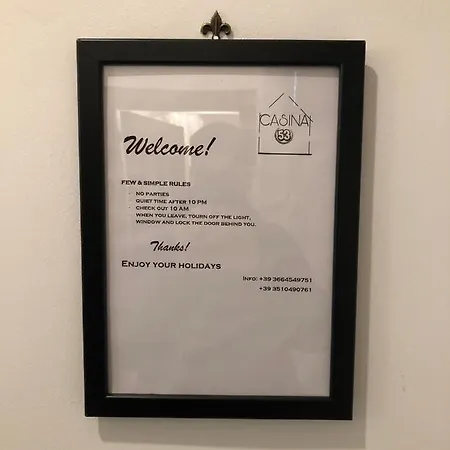 CASINA
53
Welcome!
FEW & SIMPLE RULES
- NO PARTIES
- QUIET TIME AFTER 10 PM
- CHECK OUT 10 AM
- WHEN YOU LEAVE, TOURN OFF THE LIGHT,
WINDOW AND LOCK THE DOOR BEHIND YOU.
Thanks!
ENJOY YOUR HOLIDAYS
INFO: +39 3664549751
+39 3510490761